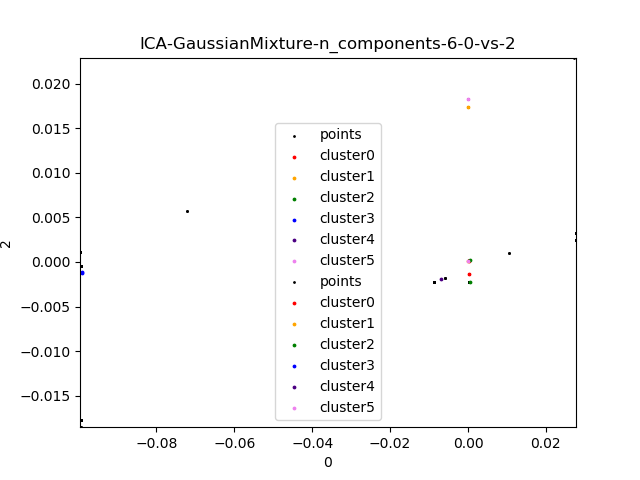 ICA-GaussianMixture-n_components-6-0-vs-2
0.020
0.015
0.010
0.005
0.000
−0.005
−0.010
−0.015
2
points
cluster0
cluster1
cluster2
cluster3
cluster4
cluster5
points
cluster0
cluster1
cluster2
cluster3
cluster4
cluster5
−0.08 −0.06 −0.04 −0.02 0.00 0.02
0